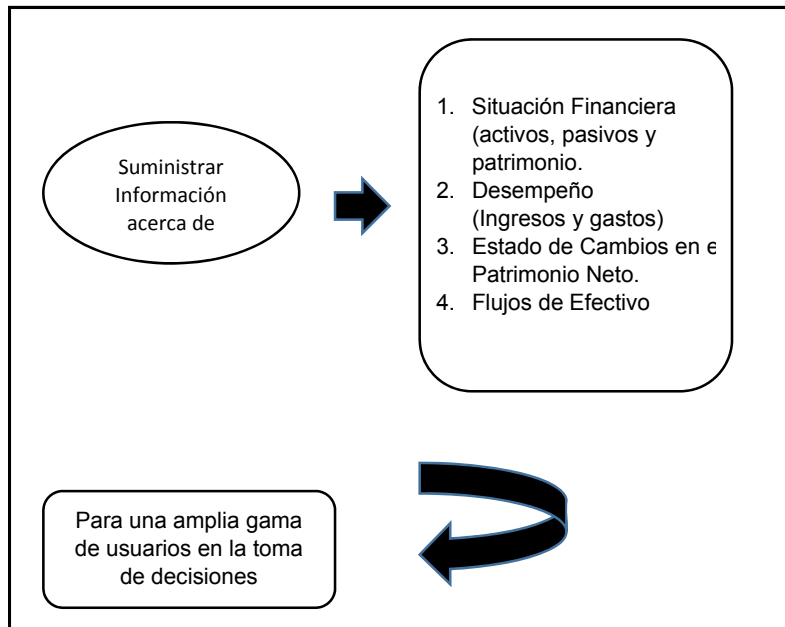 Suministrar
Información
acerca de
1. Situación Financiera
(activos, pasivos y
patrimonio.
2. Desempeño
(Ingresos y gastos)
3. Estado de Cambios en e
Patrimonio Neto.
4. Flujos de Efectivo
Para una amplia gama
de usuarios en la toma
de decisiones